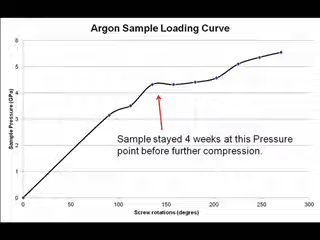 Argon Sample Loading Curve
6
5
4
3
2
1
0
Sample Pressure (GPa)
Sample stayed 4 weeks at this Pressure
point before further compression.
0
50
100
150
200
250
300
Screw rotations (degres)